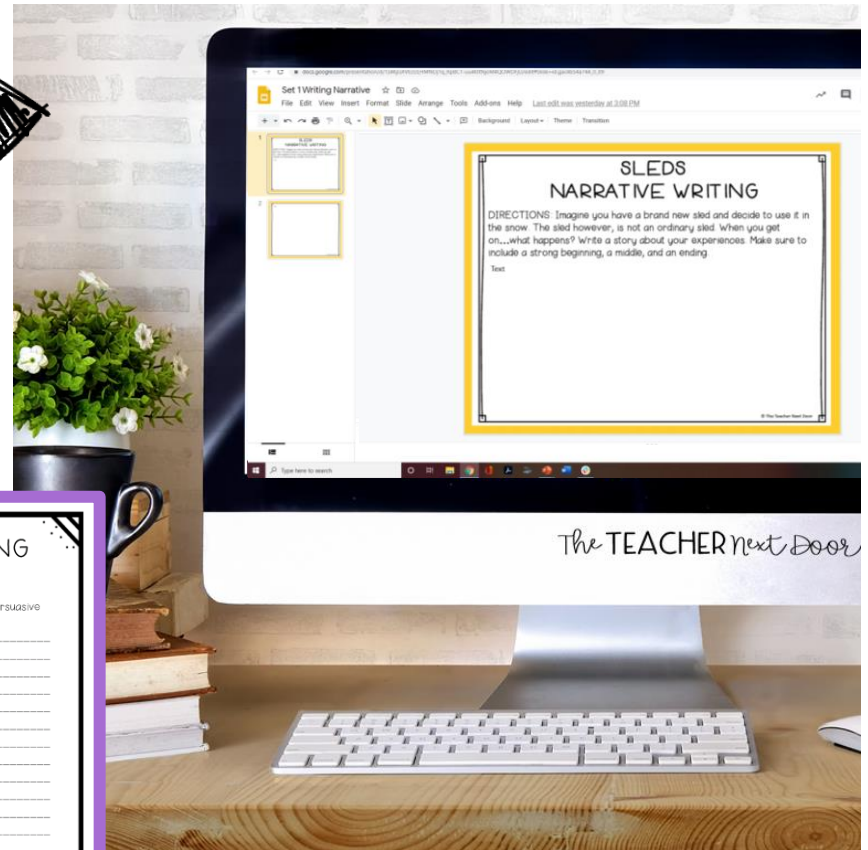 Set 1 Writing Narrative
File Edit View Insert Format Slide Arrange Tools Add-ons Help Last edit was yesterday at 3:08 PM
Background Layout Theme Transition
1
2
SLEDS
NARRATIVE WRITING
DIRECTIONS: Imagine you have a brand new sled and decide to use it in
the snow. The sled however, is not an ordinary sled. When you get
on...what happens? Write a story about your experiences. Make sure to
include a strong beginning, a middle, and an ending.
Text
© The Teacher Next Door
Type here to search
The TEACHER Next Door
NG
rsuasive